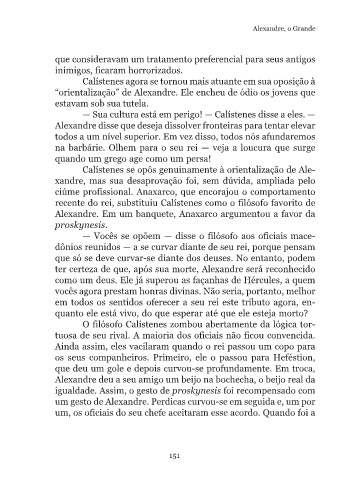 Alexandre, o Grande
que consideravam um tratamento preferencial para seus antigos
inimigos, ficaram horrorizados.
Calístenes agora se tornou mais atuante em sua oposição à
“orientalização” de Alexandre. Ele encheu de ódio os jovens que
estavam sob sua tutela.
— Sua cultura está em perigo! — Calístenes disse a eles. —
Alexandre disse que deseja dissolver fronteiras para tentar elevar
todos a um nível superior. Em vez disso, todos nós afundaremos
na barbárie. Olhem para o seu rei — veja a loucura que surge
quando um grego age como um persa!
Calístenes se opôs genuinamente à orientalização de Ale-
xandre, mas sua desaprovação foi, sem dúvida, ampliada pelo
ciúme profissional. Anaxarco, que encorajou o comportamento
recente do rei, substituiu Calístenes como o filósofo favorito de
Alexandre. Em um banquete, Anaxarco argumentou a favor da
proskynesis.
— Vocês se opõem — disse o filósofo aos oficiais mace-
dônios reunidos — a se curvar diante de seu rei, porque pensam
que só se deve curvar-se diante dos deuses. No entanto, podem
ter certeza de que, após sua morte, Alexandre será reconhecido
como um deus. Ele já superou as façanhas de Hércules, a quem
vocês agora prestam honras divinas. Não seria, portanto, melhor
em todos os sentidos oferecer a seu rei este tributo agora, en-
quanto ele está vivo, do que esperar até que ele esteja morto?
O filósofo Calístenes zombou abertamente da lógica tor-
tuosa de seu rival. A maioria dos oficiais não ficou convencida.
Ainda assim, eles vacilaram quando o rei passou um copo para
os seus companheiros. Primeiro, ele o passou para Heféstion,
que deu um gole e depois curvou-se profundamente. Em troca,
Alexandre deu a seu amigo um beijo na bochecha, o beijo real da
igualdade. Assim, o gesto de proskynesis foi recompensado com
um gesto de Alexandre. Perdicas curvou-se em seguida e, um por
um, os oficiais do seu chefe aceitaram esse acordo. Quando foi a
151